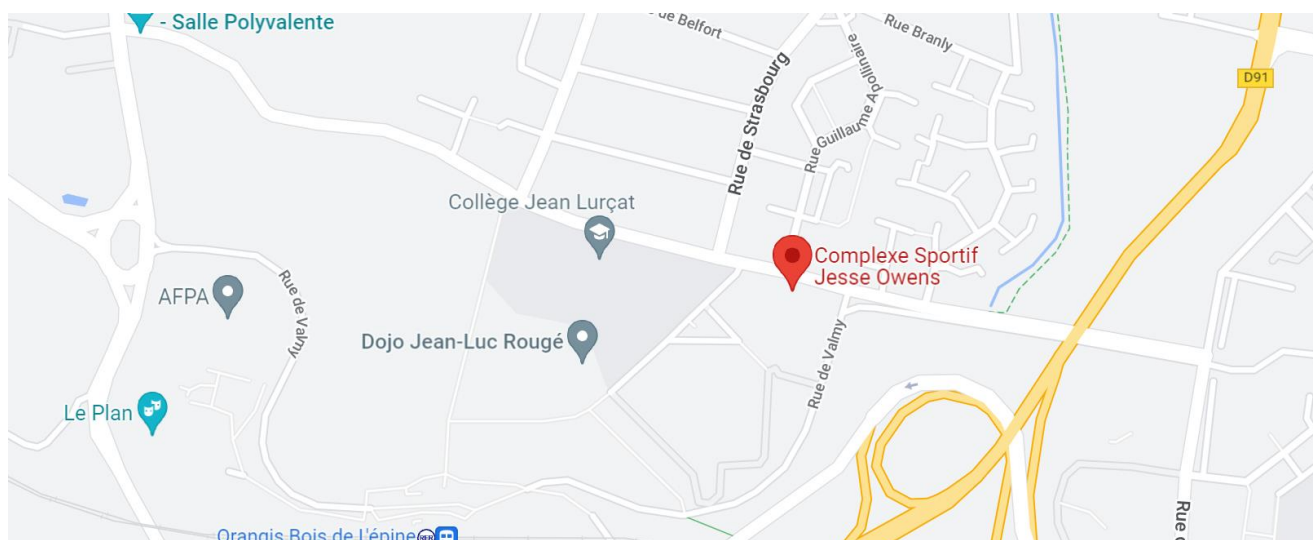 - Salle Polyvalente
de Belfort
Rue Branly
D91
Rue de Strasbourg
Rue Guillaume Apollinaire
Collège Jean Lurçat
Complexe Sportif
Jesse Owens
AFPA
Rue de Valmy
Dojo Jean-Luc Rougé
Rue de Valmy
Le Plan
Rue
Orangis Bois de L'épine
RER